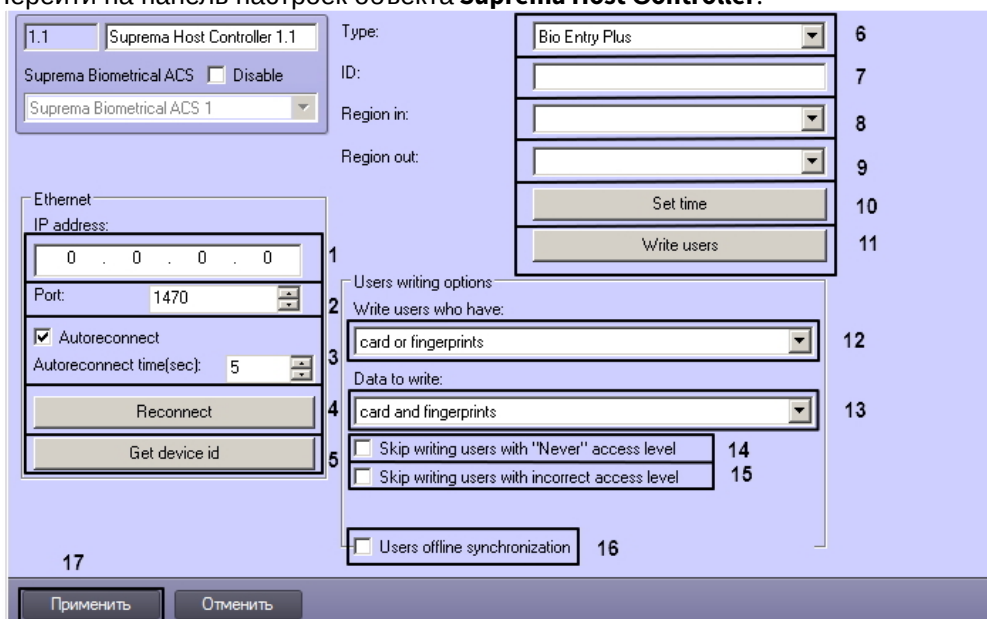 перейти на панель настроек объекта Suprema Host Controller.
1.1 Suprema Host Controller 1.1
Suprema Biometrical ACS Disable
Suprema Biometrical ACS 1
Type: Bio Entry Plus 6
ID: 7
Region in: 8
Region out: 9
Set time 10
Write users 11
Ethernet
IP address:
0 . 0 . 0 . 0 1
Port: 1470 2
Autoreconnect
Autoreconnect time(sec): 5 3
Reconnect 4
Get device id 5
Users writing options
Write users who have:
card or fingerprints 12
Data to write:
card and fingerprints 13
Skip writing users with "Never" access level 14
Skip writing users with incorrect access level 15
Users offline synchronization 16
17
Применить Отменить